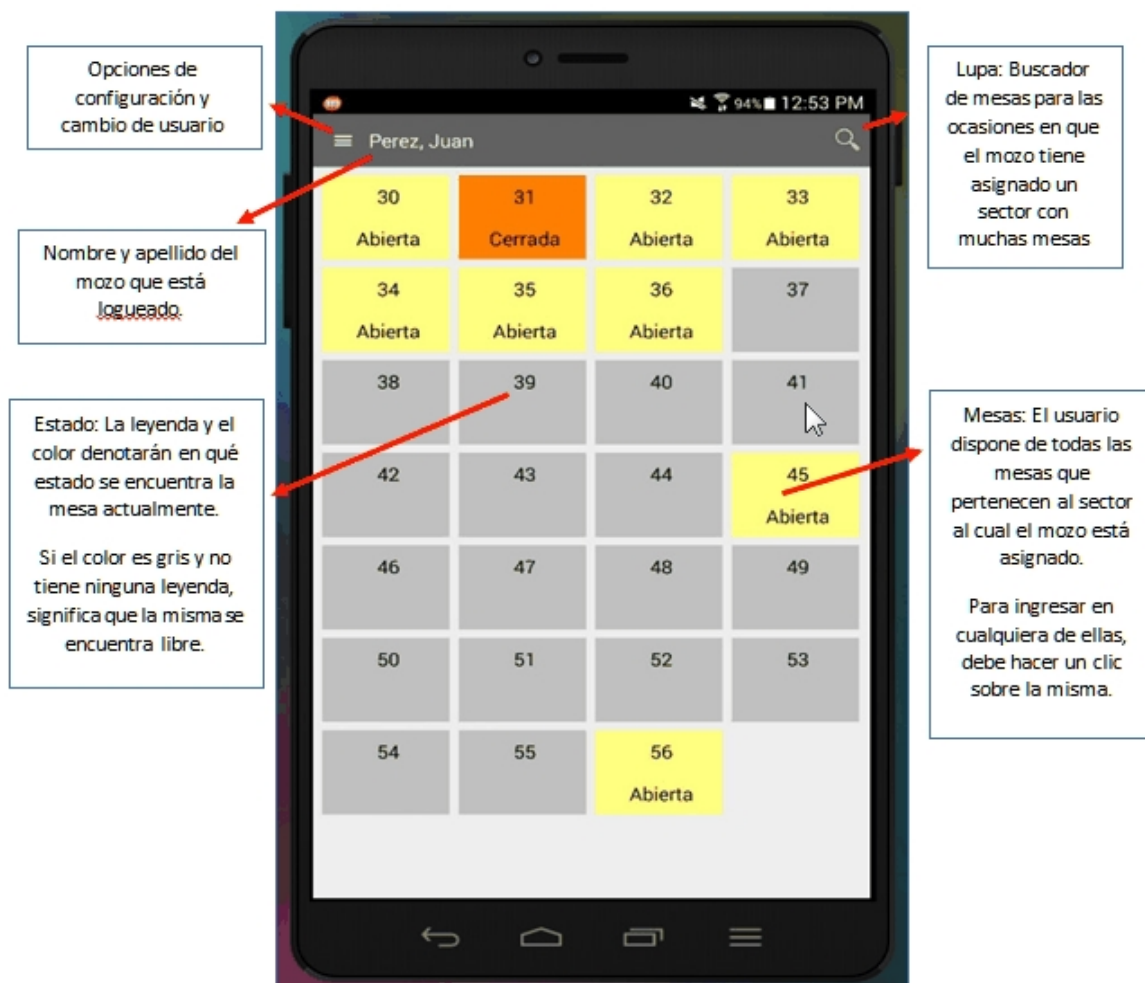 Opciones de
configuración y
cambio de usuario
Nombre y apellido del
mozo que está
logueado.
Estado: La leyenda y el
color denotarán en qué
estado se encuentra la
mesa actualmente.
Si el color es gris y no
tiene ninguna leyenda,
significa que la misma se
encuentra libre.
94% 12:53 PM
Perez, Juan
30 31 32 33
Abierta Cerrada Abierta Abierta
34 35 36 37
Abierta Abierta Abierta
38 39 40 41
42 43 44 45
Abierta
46 47 48 49
50 51 52 53
54 55 56
Abierta
Lupa: Buscador
de mesas para las
ocasiones en que
el mozo tiene
asignado un
sector con
muchas mesas
Mesas: El usuario
dispone de todas las
mesas que
pertenecen al sector
al cual el mozo está
asignado.
Para ingresar en
cualquiera de ellas,
debe hacer un clic
sobre la misma.